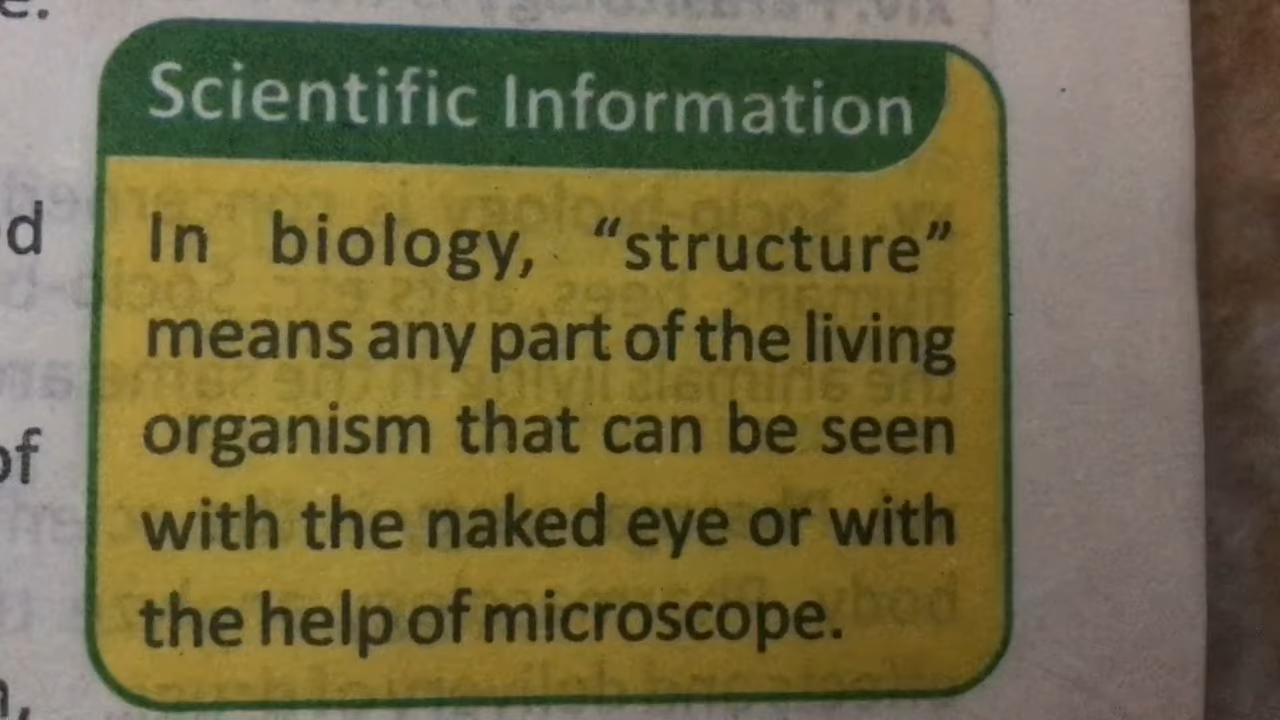 Scientific Information
In biology, “structure”
means any part of the living
organism that can be seen
with the naked eye or with
the help of microscope.
of